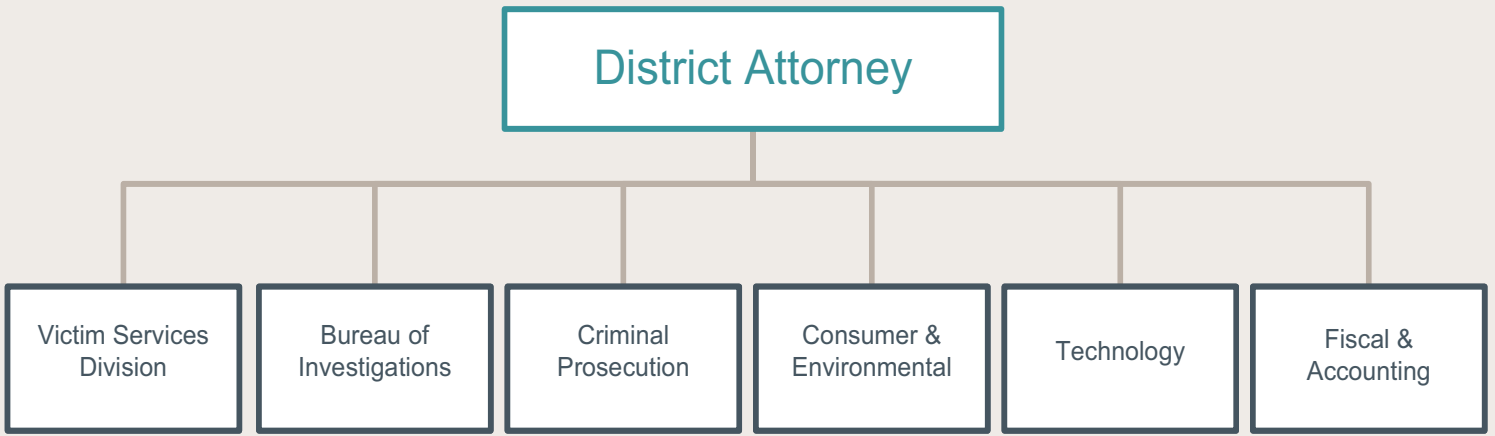 District Attorney
Victim Services
Division
Bureau of
Investigations
Criminal
Prosecution
Consumer &
Environmental
Technology
Fiscal &
Accounting